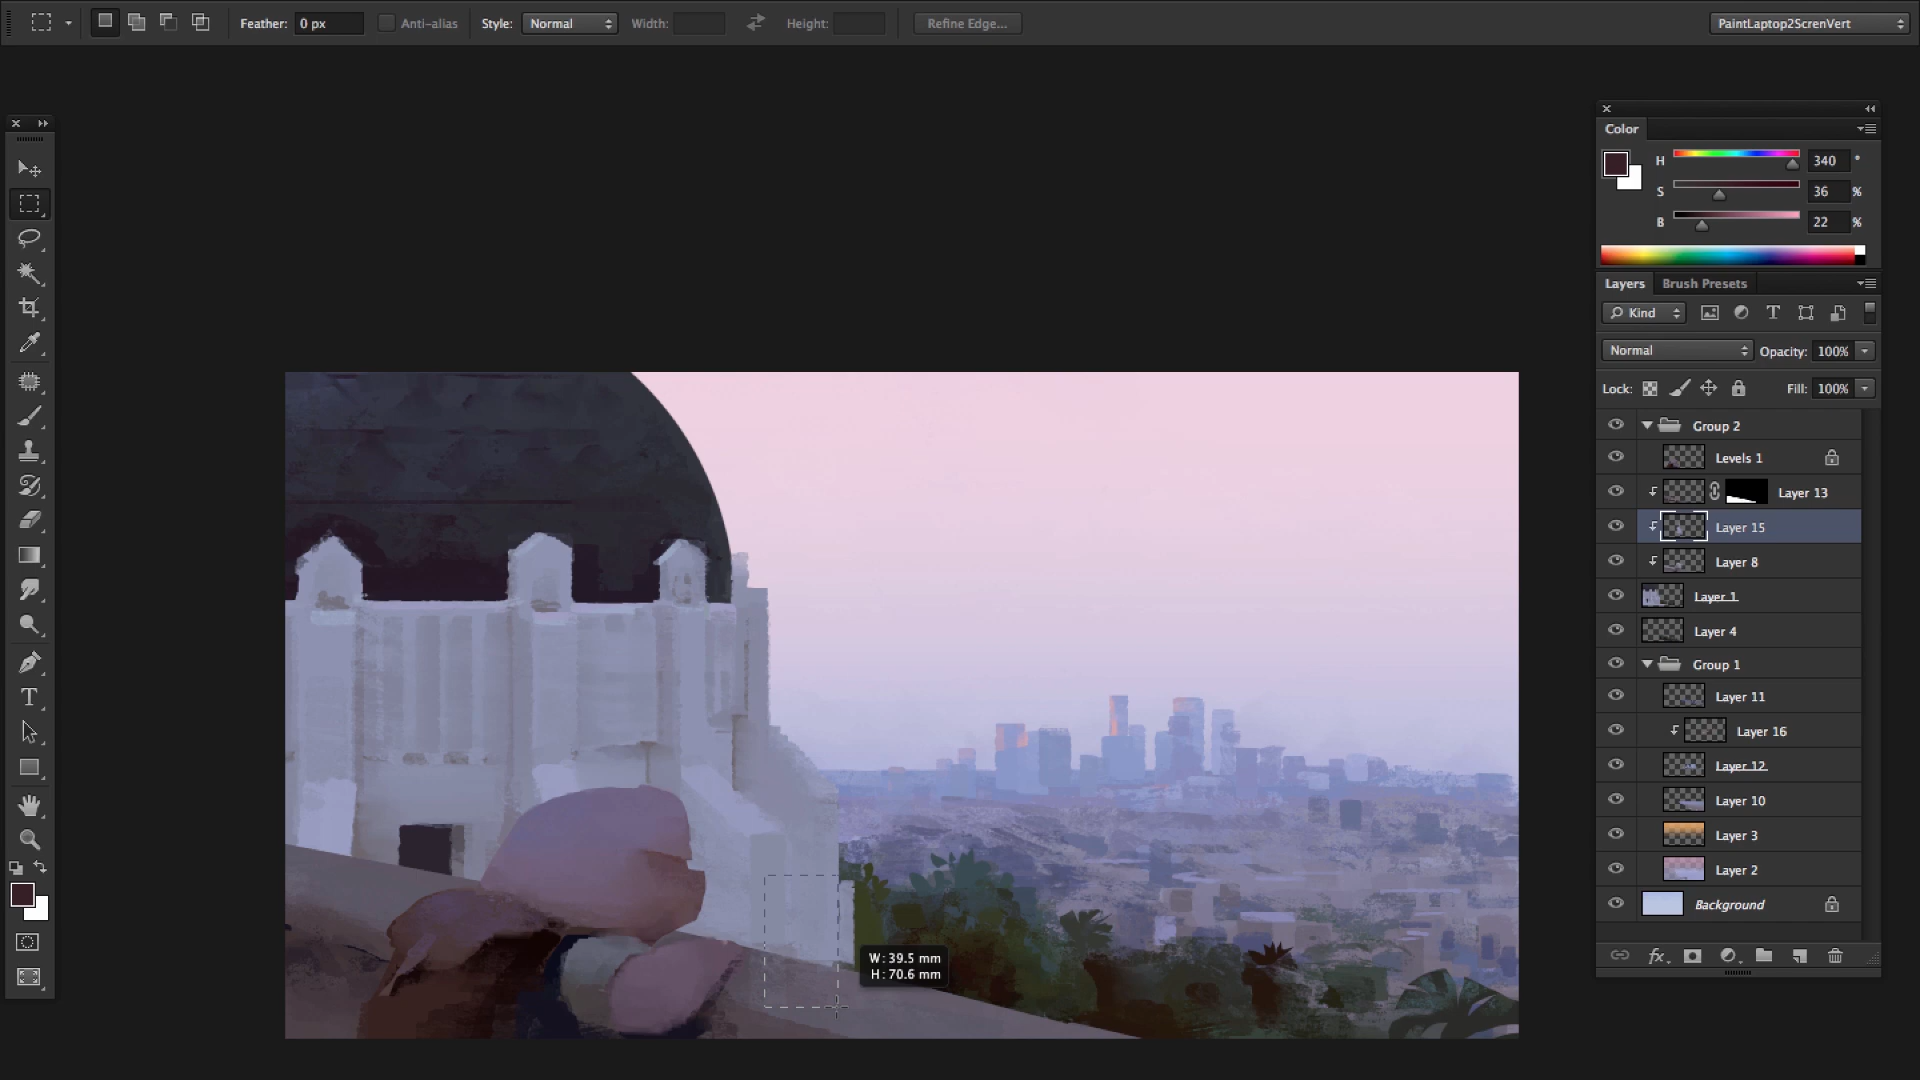 Feather: 0 px Anti-alias Style: Normal Width: Height: Refine Edge... PaintLaptop2ScrenVert
Color
H 340 °
S 36 %
B 22 %
Layers Brush Presets
Kind T
Normal Opacity: 100%
Lock: Fill: 100%
Group 2
Levels 1
Layer 13
Layer 15
Layer 8
Layer 1
Layer 4
Group 1
Layer 11
Layer 16
Layer 12
Layer 10
Layer 3
Layer 2
Background
fx
T
W: 39.5 mm
H: 70.6 mm